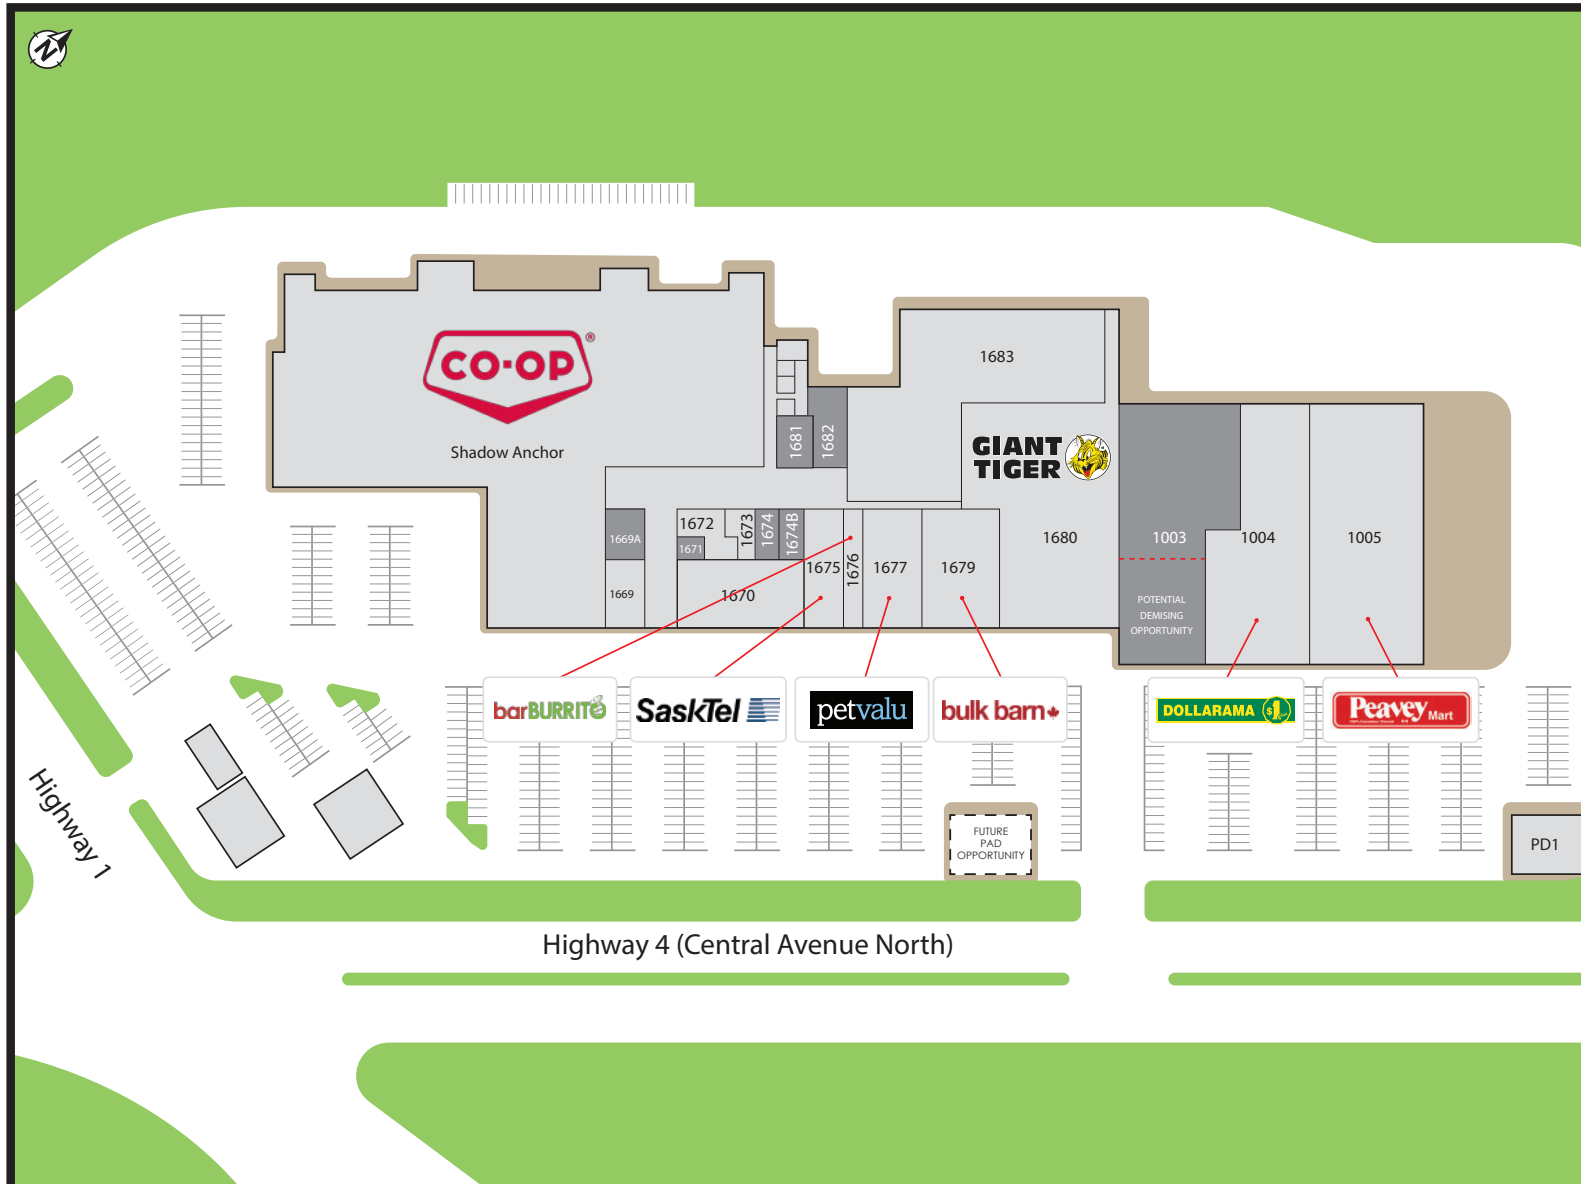 N
1683
CO-OP®
Shadow Anchor
1681
1682
GIANT
TIGER
1669A
1672
1671
1673
1674
1674B
1675
1676
1677
1679
1680
1003
1004
1005
1669
1670
POTENTIAL
DEMISING
OPPORTUNITY
barBURRITO
SaskTel
petvalu
bulk barn
DOLLARAMA $1
Peavey
Mart
Highway 1
FUTURE
PAD
OPPORTUNITY
PD1
Highway 4 (Central Avenue North)